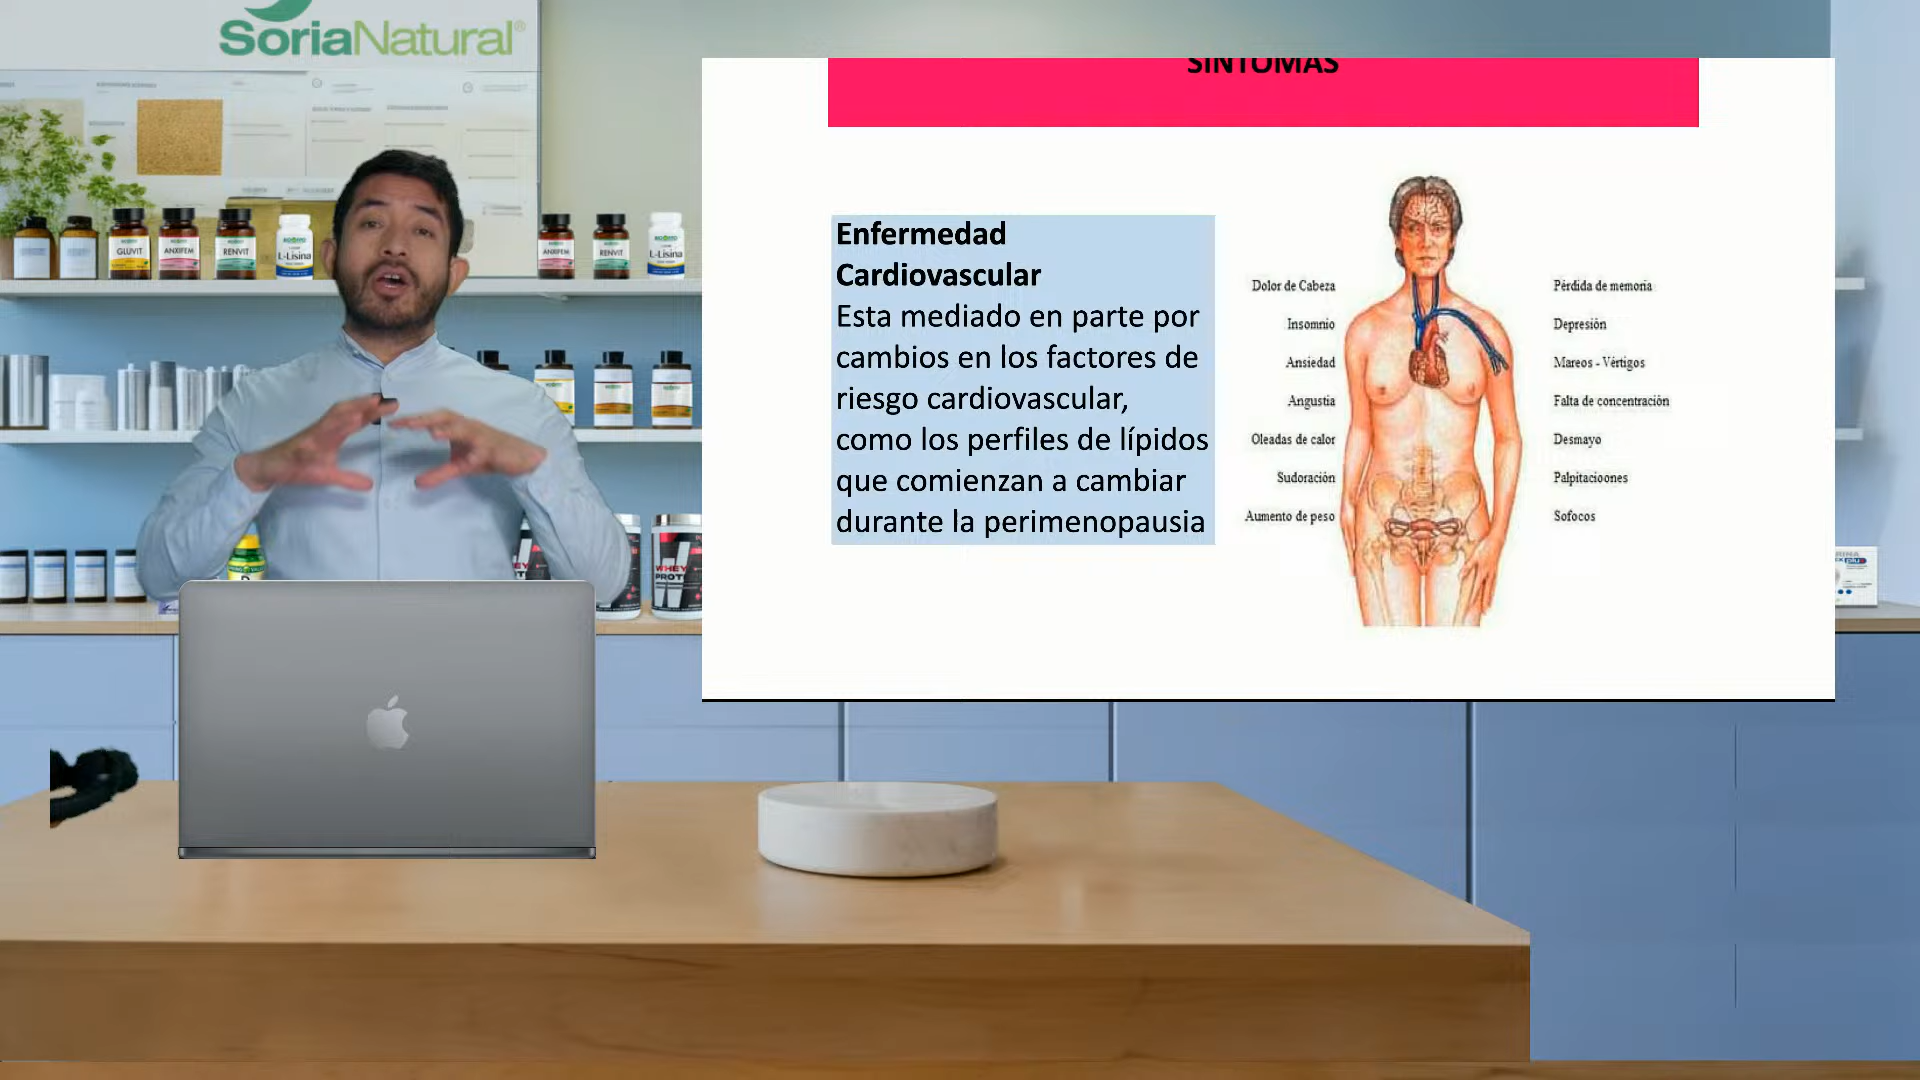 SoriaNatural®
SÍNTOMAS
Enfermedad
Cardiovascular
Esta mediado en parte por
cambios en los factores de
riesgo cardiovascular,
como los perfiles de lípidos
que comienzan a cambiar
durante la perimenopausia
Dolor de Cabeza
Insomnio
Ansiedad
Angustia
Oleadas de calor
Sudoración
Aumento de peso
Pérdida de memoria
Depresión
Mareos - Vértigos
Falta de concentración
Desmayo
Palpitacioones
Sofocos
GLUVIT
ANXIFEM
RENVIT
L-Lisina
ANXIFEM
RENVIT
L-Lisina
WHEY
PROT